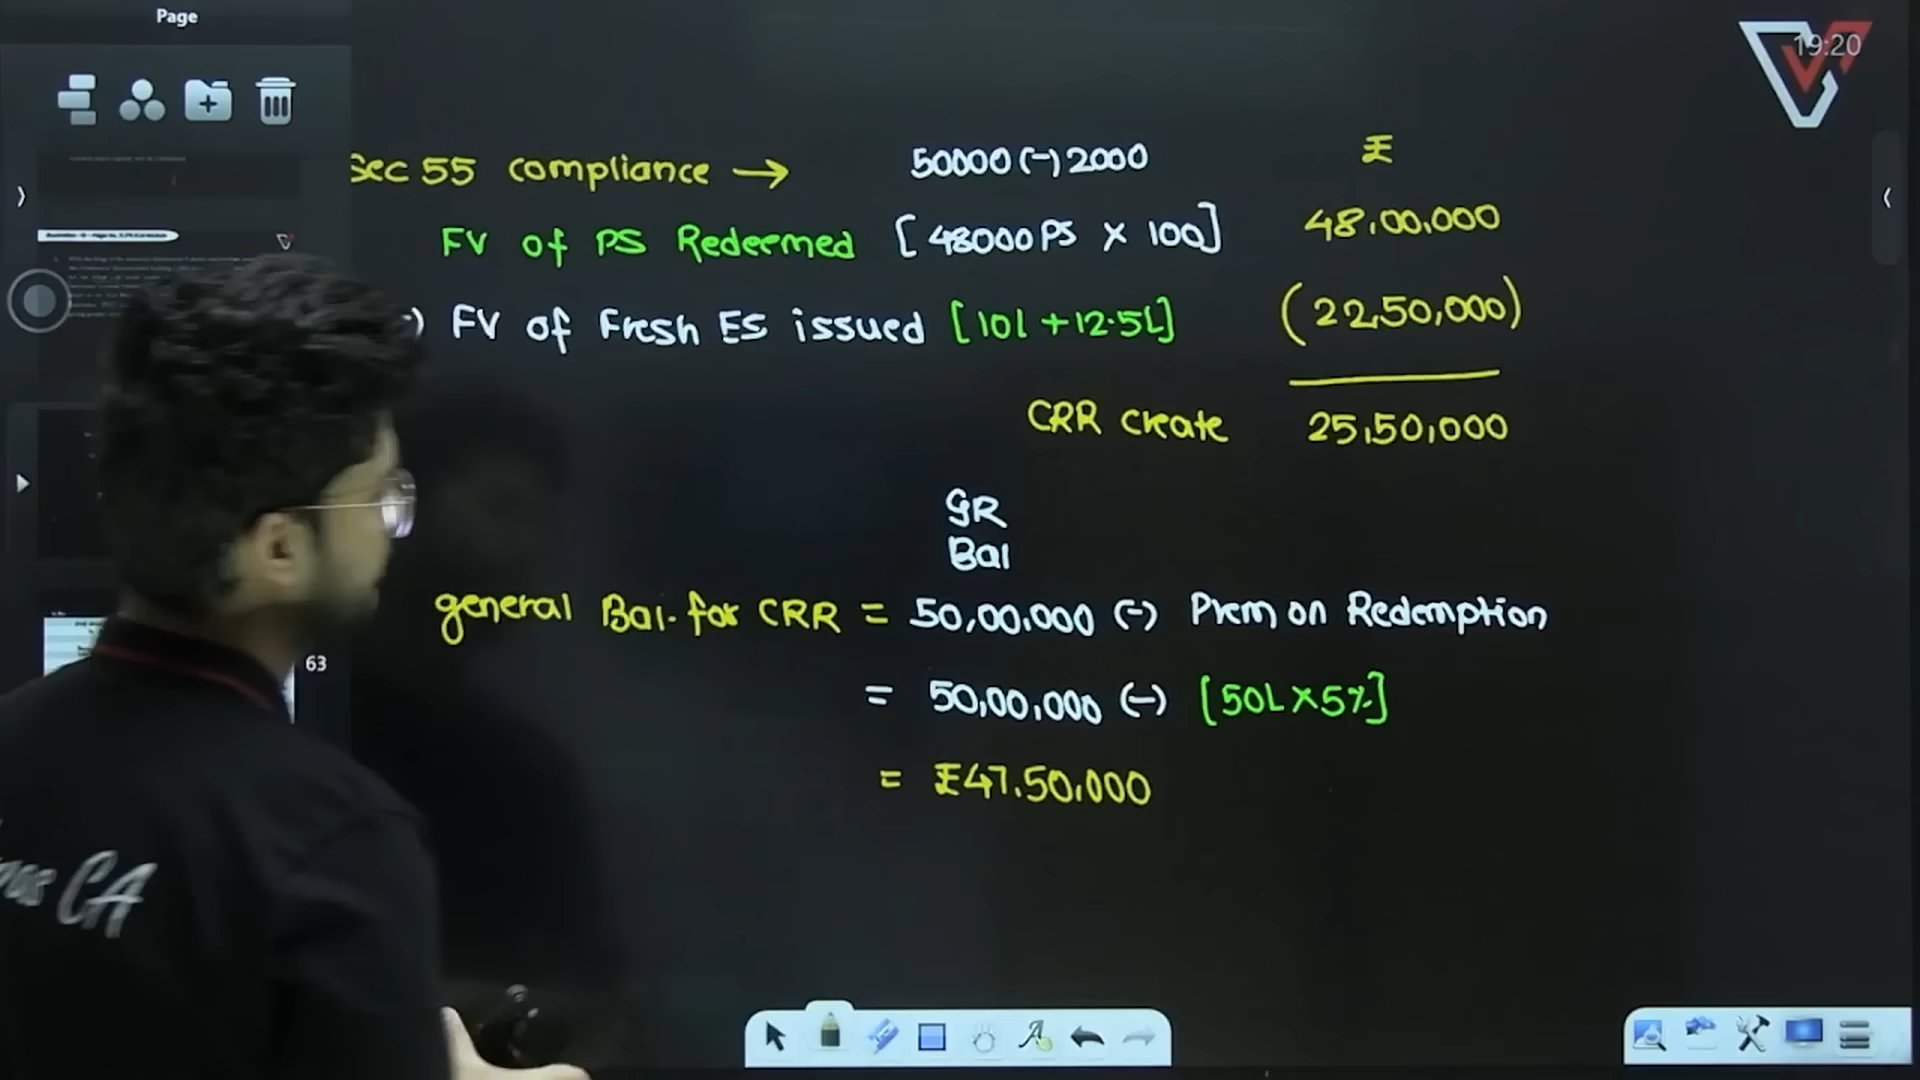 Page
19:20
Sec 55 compliance → 50000 (-) 2000 ₹
FV of PS Redeemed [48000 PS X 100] 48,00,000
) FV of Fresh ES issued [10L + 12.5L] (22,50,000)
CRR Create 25,50,000
GR
Bal
general Bal. for CRR = 50,00,000 (-) Prem on Redemption
= 50,00,000 (-) [50L X 5%]
= ₹47,50,000
63
CA